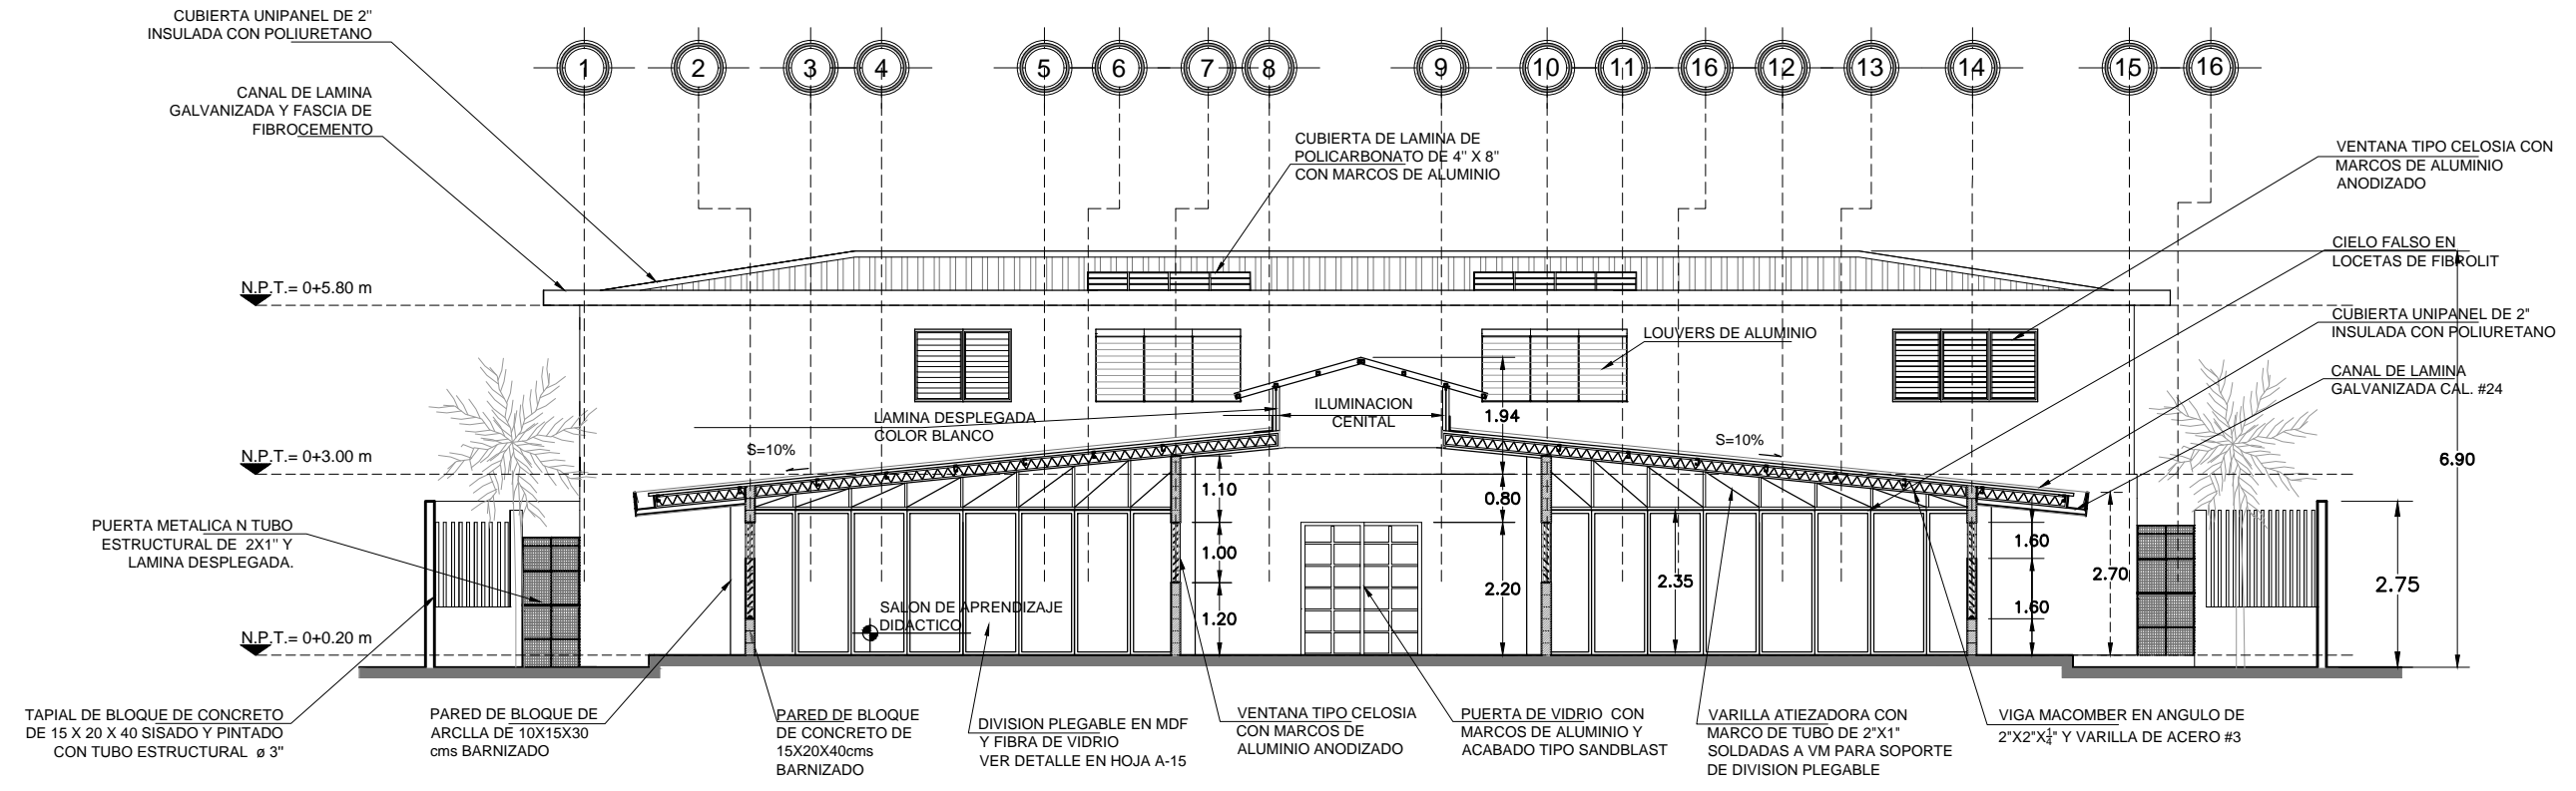 CUBIERTA UNIPANEL DE 2"
INSULADA CON POLIURETANO
1
2
3
4
5
6
7
8
9
10
11
16
12
13
14
15
16
CANAL DE LAMINA
GALVANIZADA Y FASCIA DE
FIBROCEMENTO
CUBIERTA DE LAMINA DE
POLICARBONATO DE 4" X 8"
CON MARCOS DE ALUMINIO
VENTANA TIPO CELOSIA CON
MARCOS DE ALUMINIO
ANODIZADO
CIELO FALSO EN
LOCETAS DE FIBROLIT
N.P.T.= 0+5.80 m
CUBIERTA UNIPANEL DE 2"
INSULADA CON POLIURETANO
LOUVERS DE ALUMINIO
CANAL DE LAMINA
GALVANIZADA CAL. #24
LAMINA DESPLEGADA
COLOR BLANCO
ILUMINACION
CENITAL
1.94
S=10%
S=10%
N.P.T.= 0+3.00 m
6.90
1.10
0.80
PUERTA METALICA N TUBO
ESTRUCTURAL DE 2X1" Y
LAMINA DESPLEGADA.
1.00
1.60
2.20
2.35
2.70
2.75
1.20
1.60
SALON DE APRENDIZAJE
DIDACTICO
N.P.T.= 0+0.20 m
TAPIAL DE BLOQUE DE CONCRETO
DE 15 X 20 X 40 SISADO Y PINTADO
CON TUBO ESTRUCTURAL ø 3"
PARED DE BLOQUE DE
ARCLLA DE 10X15X30
cms BARNIZADO
PARED DE BLOQUE
DE CONCRETO DE
15X20X40cms
BARNIZADO
DIVISION PLEGABLE EN MDF
Y FIBRA DE VIDRIO
VER DETALLE EN HOJA A-15
VENTANA TIPO CELOSIA
CON MARCOS DE
ALUMINIO ANODIZADO
PUERTA DE VIDRIO CON
MARCOS DE ALUMINIO Y
ACABADO TIPO SANDBLAST
VARILLA ATIEZADORA CON
MARCO DE TUBO DE 2"X1"
SOLDADAS A VM PARA SOPORTE
DE DIVISION PLEGABLE
VIGA MACOMBER EN ANGULO DE
2"X2"X¼" Y VARILLA DE ACERO #3